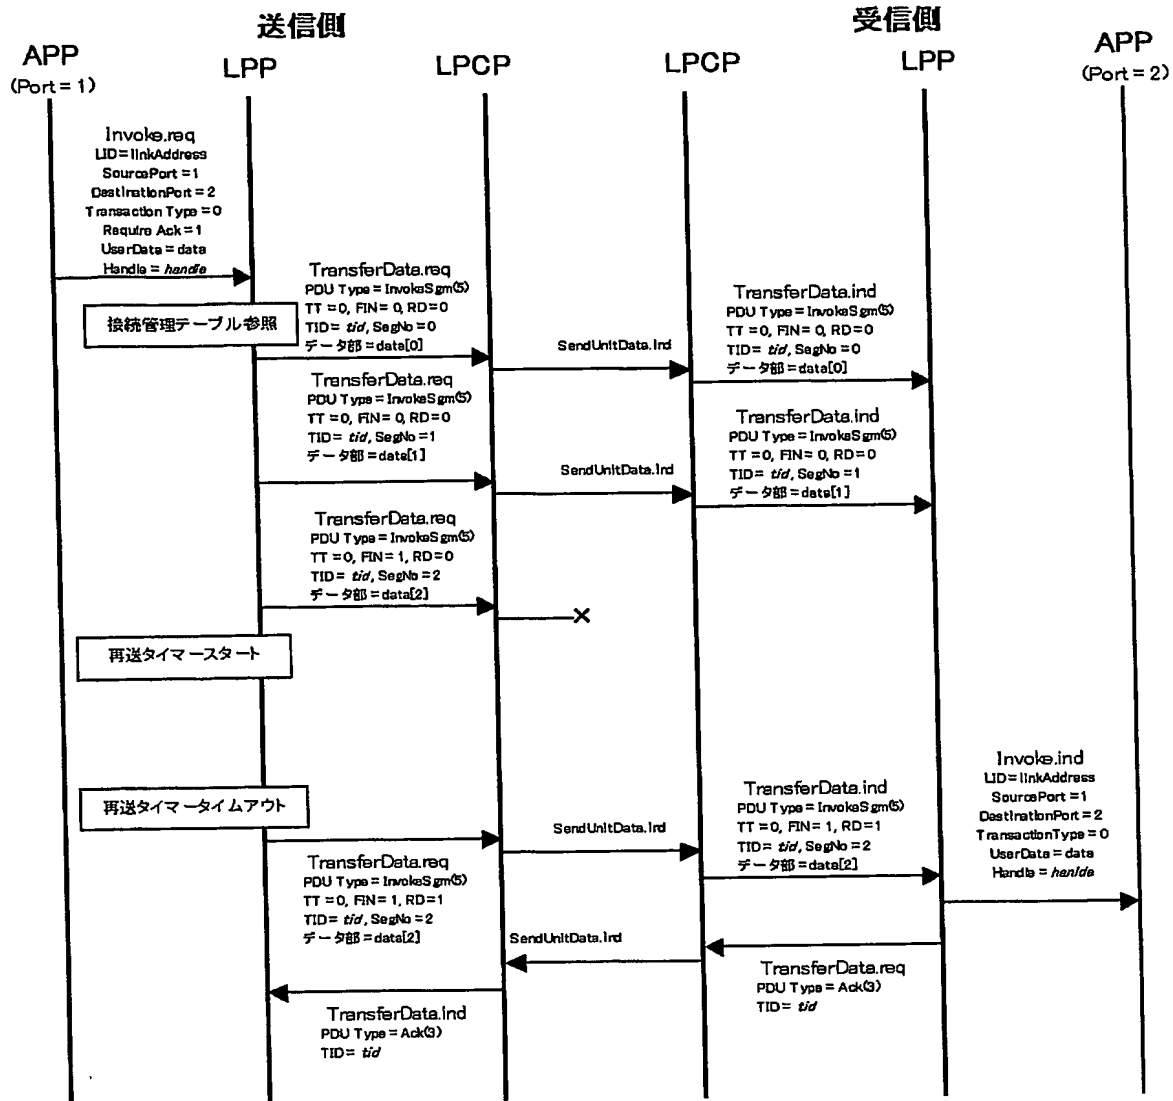 送信側
受信側
APP
(Port = 1)
LPP
LPCP
LPCP
LPP
APP
(Port = 2)
Invoke.req
LID=linkAddress
SourcePort = 1
DestinationPort = 2
Transaction Type = 0
Require Ack = 1
UserData = data
Handle = handle
接続管理テーブル参照
TransferData.req
PDU Type = InvokeSgm(5)
TT = 0, FIN = 0, RD = 0
TID = tid, SegNo = 0
データ部 = data[0]
SendUnitData.Ind
TransferData.ind
PDU Type = InvokeSgm(5)
TT = 0, FIN = 0, RD = 0
TID = tid, SegNo = 0
データ部 = data[0]
TransferData.req
PDU Type = InvokeSgm(5)
TT = 0, FIN = 0, RD = 0
TID = tid, SegNo = 1
データ部 = data[1]
SendUnitData.Ind
TransferData.ind
PDU Type = InvokeSgm(5)
TT = 0, FIN = 0, RD = 0
TID = tid, SegNo = 1
データ部 = data[1]
TransferData.req
PDU Type = InvokeSgm(5)
TT = 0, FIN = 1, RD = 0
TID = tid, SegNo = 2
データ部 = data[2]
再送タイマースタート
再送タイマータイムアウト
SendUnitData.Ind
TransferData.req
PDU Type = InvokeSgm(5)
TT = 0, FIN = 1, RD = 1
TID = tid, SegNo = 2
データ部 = data[2]
TransferData.ind
PDU Type = InvokeSgm(5)
TT = 0, FIN = 1, RD = 1
TID = tid, SegNo = 2
データ部 = data[2]
Invoke.ind
LID=linkAddress
SourcePort = 1
DestinationPort = 2
TransactionType = 0
UserData = data
Handle = hanlde
SendUnitData.Ind
TransferData.req
PDU Type = Ack(3)
TID = tid
TransferData.ind
PDU Type = Ack(3)
TID = tid